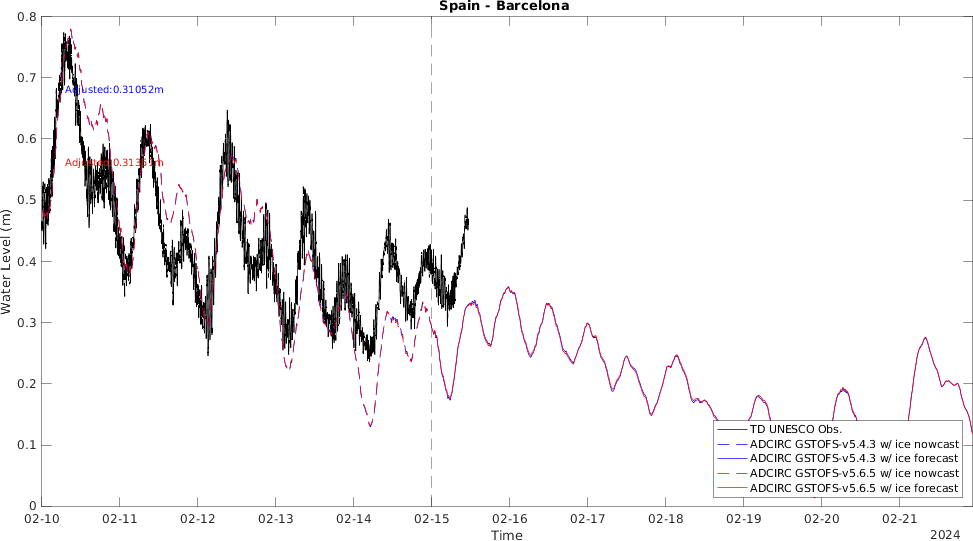 Spain - Barcelona
0.8
0.7
0.6
0.5
0.4
0.3
0.2
0.1
0
Water Level (m)
Adjusted:0.31052m
02-10 02-11 02-12 02-13 02-14 02-15 02-16 02-17 02-18 02-19 02-20 02-21
Time
2024
TD UNESCO Obs.
ADCIRC GSTOFS-v5.4.3 w/ ice nowcast
ADCIRC GSTOFS-v5.4.3 w/ ice forecast
ADCIRC GSTOFS-v5.6.5 w/ ice nowcast
ADCIRC GSTOFS-v5.6.5 w/ ice forecast